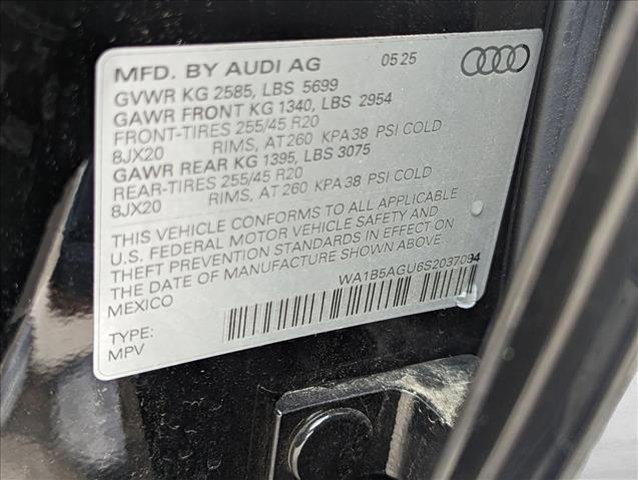 MFD. BY AUDI AG 05 25
GVWR KG 2585, LBS 5699
GAWR FRONT KG 1340, LBS 2954
FRONT-TIRES 255/45 R20
8JX20 RIMS, AT 260 KPA 38 PSI COLD
GAWR REAR KG 1395, LBS 3075
REAR-TIRES 255/45 R20
8JX20 RIMS, AT 260 KPA 38 PSI COLD
THIS VEHICLE CONFORMS TO ALL APPLICABLE
U.S. FEDERAL MOTOR VEHICLE SAFETY AND
THEFT PREVENTION STANDARDS IN EFFECT ON
THE DATE OF MANUFACTURE SHOWN ABOVE
MEXICO WA1B5AGU6S2037094
TYPE:
MPV